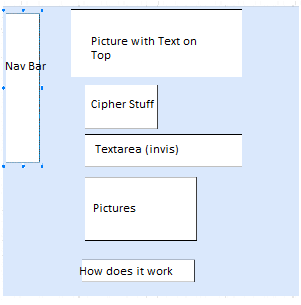 Picture with Text on
Top
Nav Bar
Cipher Stuff
Textarea (invis)
Pictures
How does it work